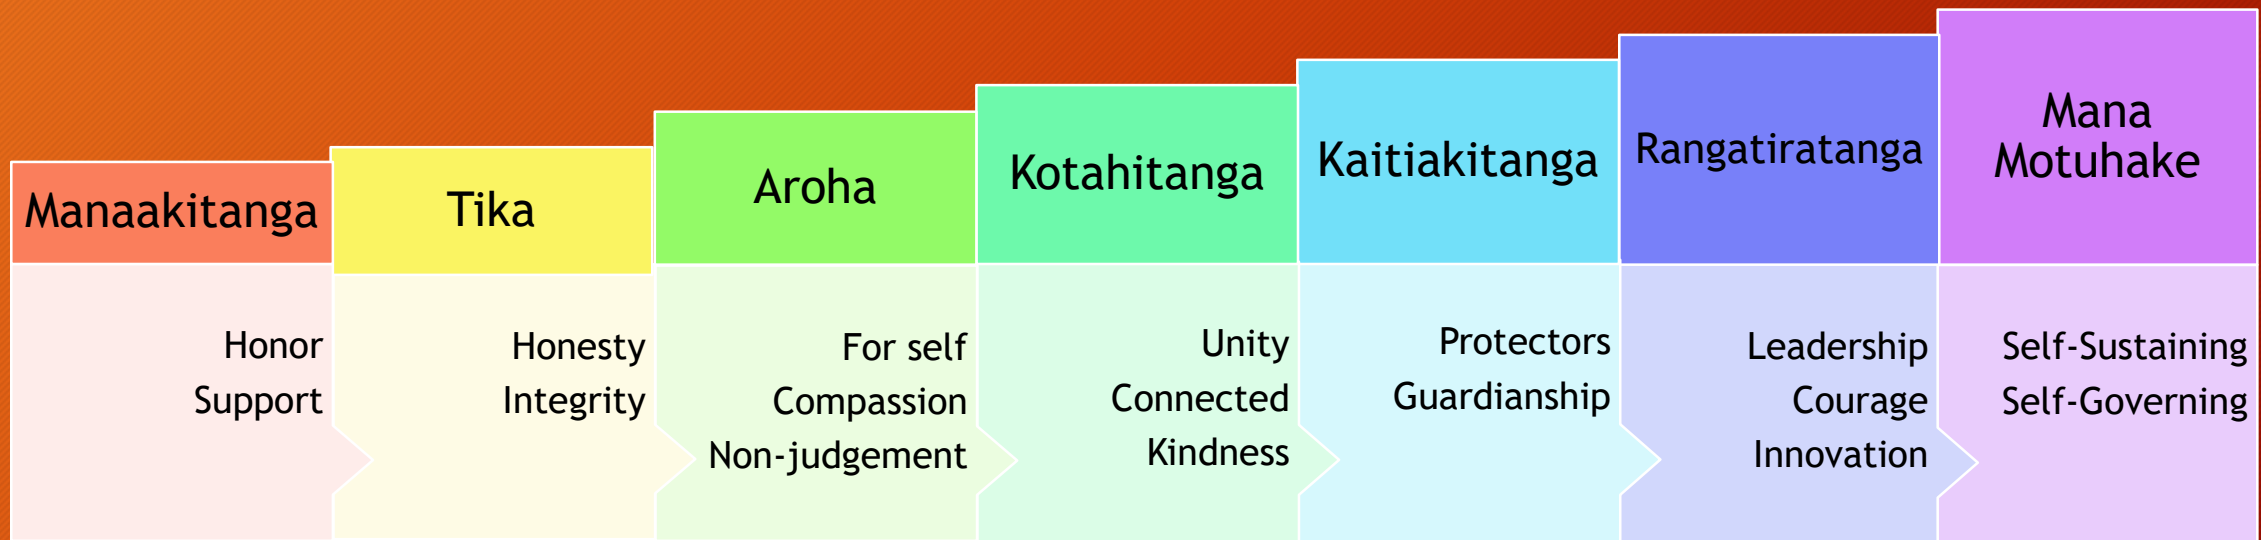 Manaakitanga
Honor
Support
Tika
Honesty
Integrity
Aroha
For self
Compassion
Non-judgement
Kotahitanga
Unity
Connected
Kindness
Kaitiakitanga
Protectors
Guardianship
Rangatiratanga
Leadership
Courage
Innovation
Mana
Motuhake
Self-Sustaining
Self-Governing